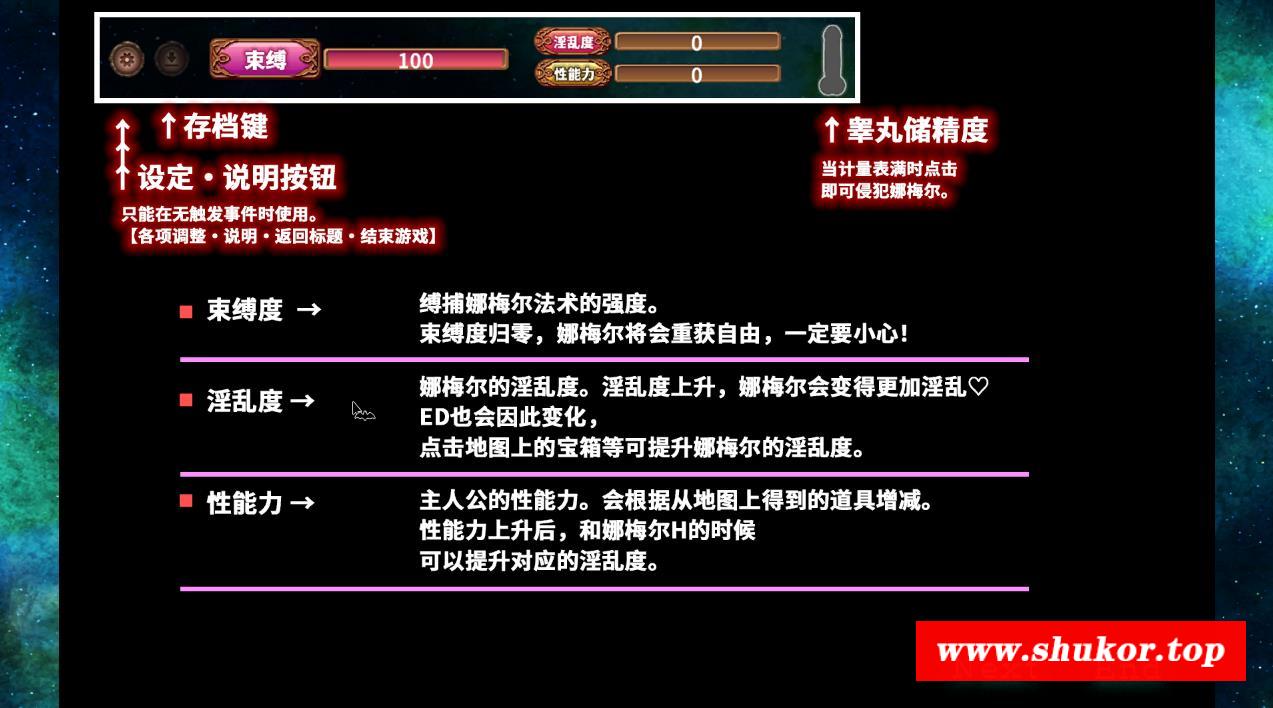 束缚
100
淫乱度
0
性能力
0
↑存档键
↑设定·说明按钮
只能在无触发事件时使用。
【各项调整·说明·返回标题·结束游戏】
↑睾丸储精度
当计量表满时点击
即可侵犯娜梅尔。
束缚度 →
缚捕娜梅尔法术的强度。
束缚度归零，娜梅尔将会重获自由，一定要小心！
淫乱度→
娜梅尔的淫乱度。淫乱度上升，娜梅尔会变得更加淫乱♡
ED也会因此变化，
点击地图上的宝箱等可提升娜梅尔的淫乱度。
性能力→
主人公的性能力。会根据从地图上得到的道具增减。
性能力上升后，和娜梅尔H的时候
可以提升对应的淫乱度。
www.shukor.top